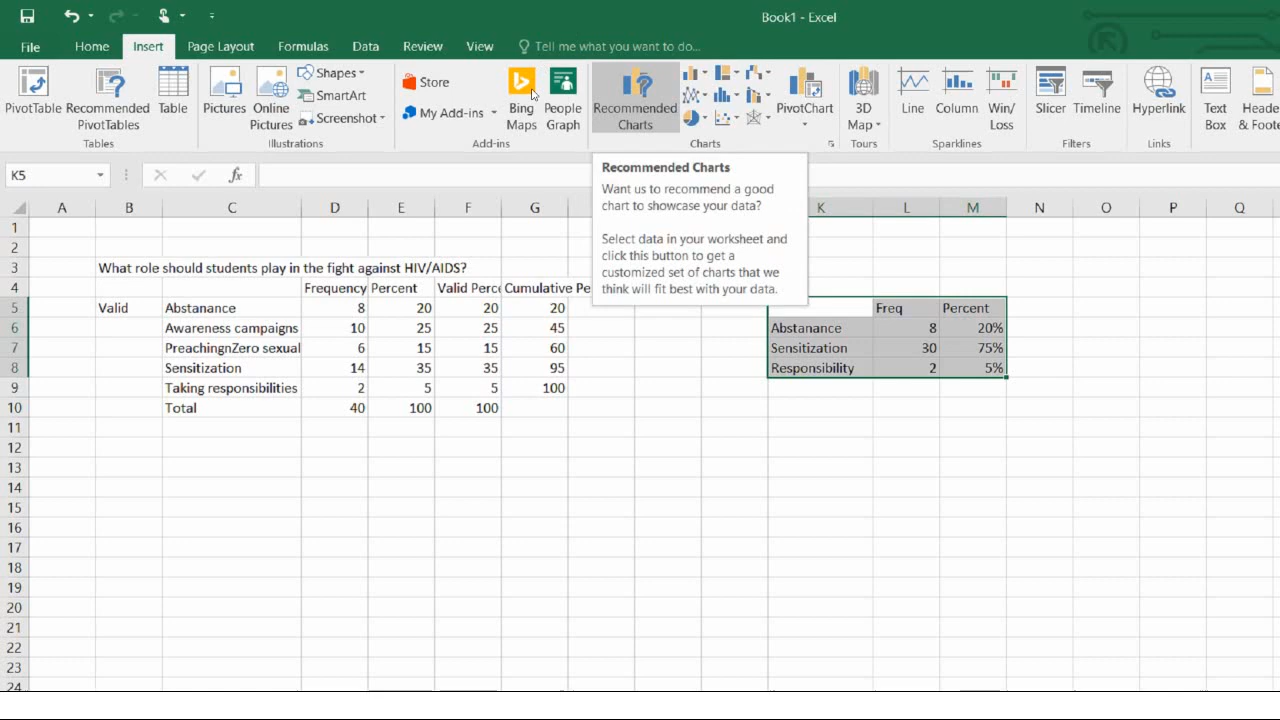 Book1 - Excel
File Home Insert Page Layout Formulas Data Review View Tell me what you want to do...
PivotTable Recommended PivotTables Table
Tables
Pictures Online Pictures Shapes SmartArt Screenshot
Illustrations
Store My Add-ins Bing Maps People Graph
Add-ins
Recommended Charts PivotChart
Charts
3D Map
Tours
Line Column Win/ Loss
Sparklines
Slicer Timeline
Filters
Hyperlink
Links
Text Box Heade & Foote
K5 fx
Recommended Charts
Want us to recommend a good
chart to showcase your data?
Select data in your worksheet and
click this button to get a
customized set of charts that we
think will fit best with your data.
A B C D E F G K L M N O P Q
1
2
3 What role should students play in the fight against HIV/AIDS?
4 Frequency Percent Valid Perce Cumulative Pe
5 Valid Abstanance 8 20 20 20 Freq Percent
6 Awareness campaigns 10 25 25 45 Abstanance 8 20%
7 PreachingnZero sexual 6 15 15 60 Sensitization 30 75%
8 Sensitization 14 35 35 95 Responsibility 2 5%
9 Taking responsibilities 2 5 5 100
10 Total 40 100 100
11
12
13
14
15
16
17
18
19
20
21
22
23
24